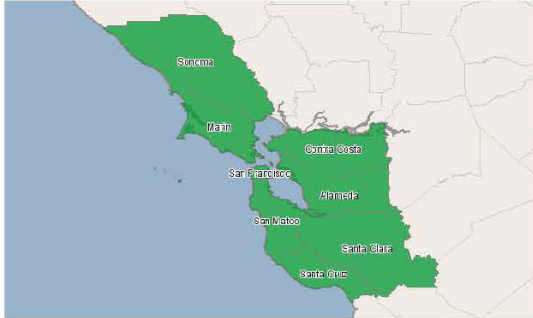 Sonoma
Marin
Contra Costa
San Francisco
Alameda
San Mateo
Santa Clara
Santa Cruz